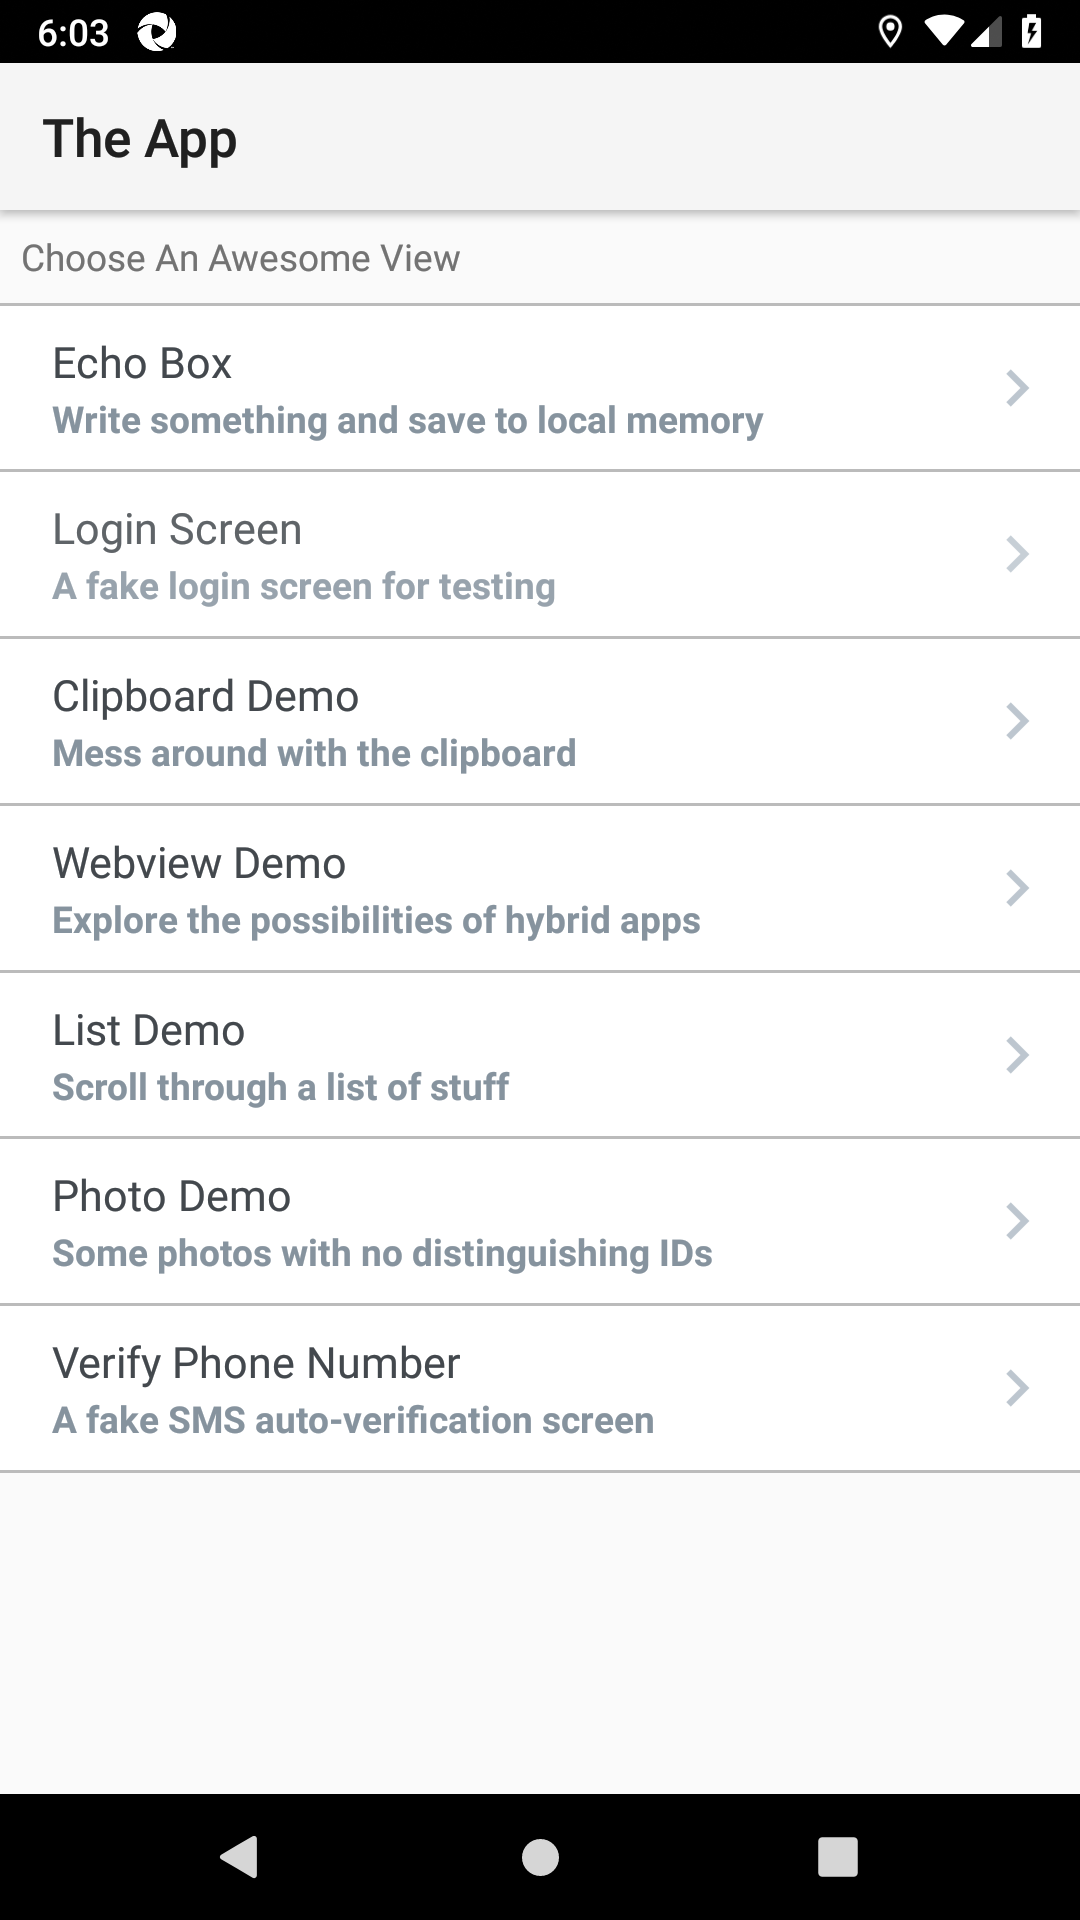 6:03
The App
Choose An Awesome View
Echo Box
Write something and save to local memory
Login Screen
A fake login screen for testing
Clipboard Demo
Mess around with the clipboard
Webview Demo
Explore the possibilities of hybrid apps
List Demo
Scroll through a list of stuff
Photo Demo
Some photos with no distinguishing IDs
Verify Phone Number
A fake SMS auto-verification screen